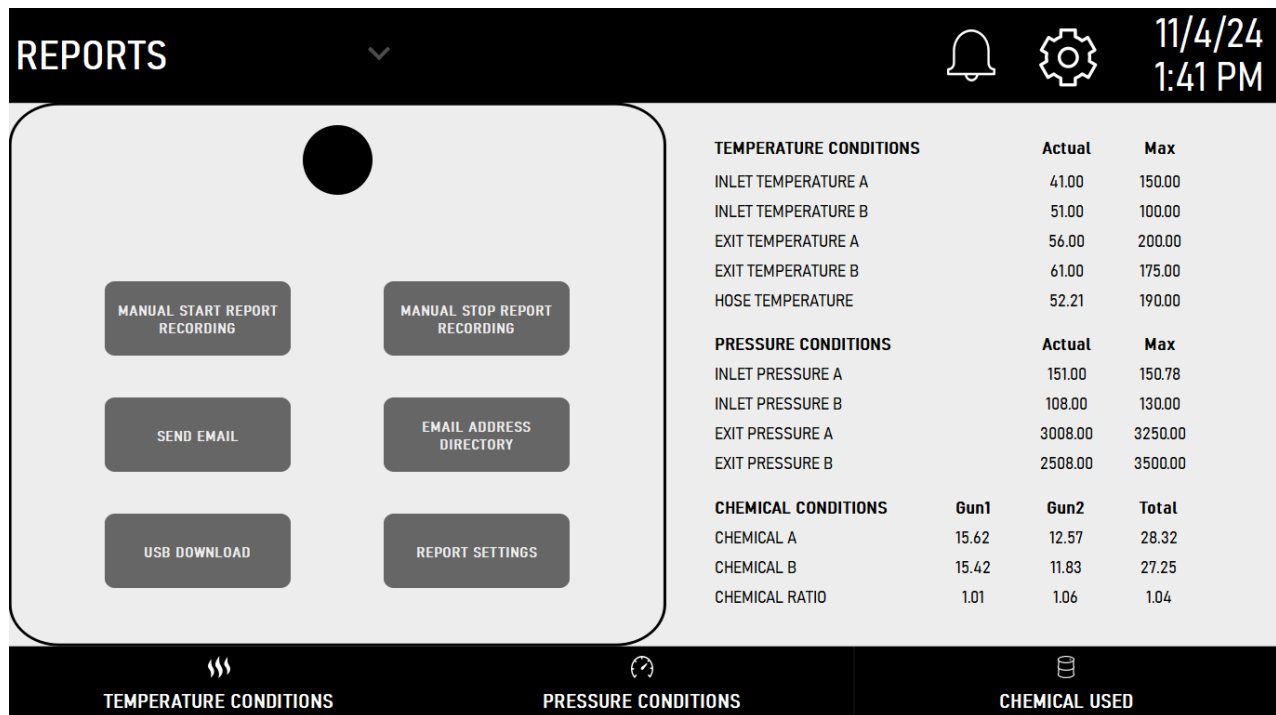 REPORTS
11/4/24
1:41 PM
MANUAL START REPORT
RECORDING
MANUAL STOP REPORT
RECORDING
SEND EMAIL
EMAIL ADDRESS
DIRECTORY
USB DOWNLOAD
REPORT SETTINGS
TEMPERATURE CONDITIONS Actual Max
INLET TEMPERATURE A 41.00 150.00
INLET TEMPERATURE B 51.00 100.00
EXIT TEMPERATURE A 56.00 200.00
EXIT TEMPERATURE B 61.00 175.00
HOSE TEMPERATURE 52.21 190.00
PRESSURE CONDITIONS Actual Max
INLET PRESSURE A 151.00 150.78
INLET PRESSURE B 108.00 130.00
EXIT PRESSURE A 3008.00 3250.00
EXIT PRESSURE B 2508.00 3500.00
CHEMICAL CONDITIONS Gun1 Gun2 Total
CHEMICAL A 15.62 12.57 28.32
CHEMICAL B 15.42 11.83 27.25
CHEMICAL RATIO 1.01 1.06 1.04
TEMPERATURE CONDITIONS
PRESSURE CONDITIONS
CHEMICAL USED